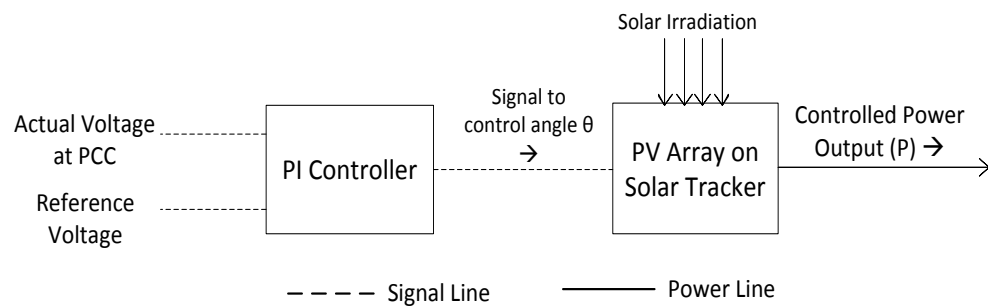 Solar Irradiation
Actual Voltage
at PCC
Reference
Voltage
PI Controller
Signal to
control angle θ
→
PV Array on
Solar Tracker
Controlled Power
Output (P) →
Signal Line
Power Line